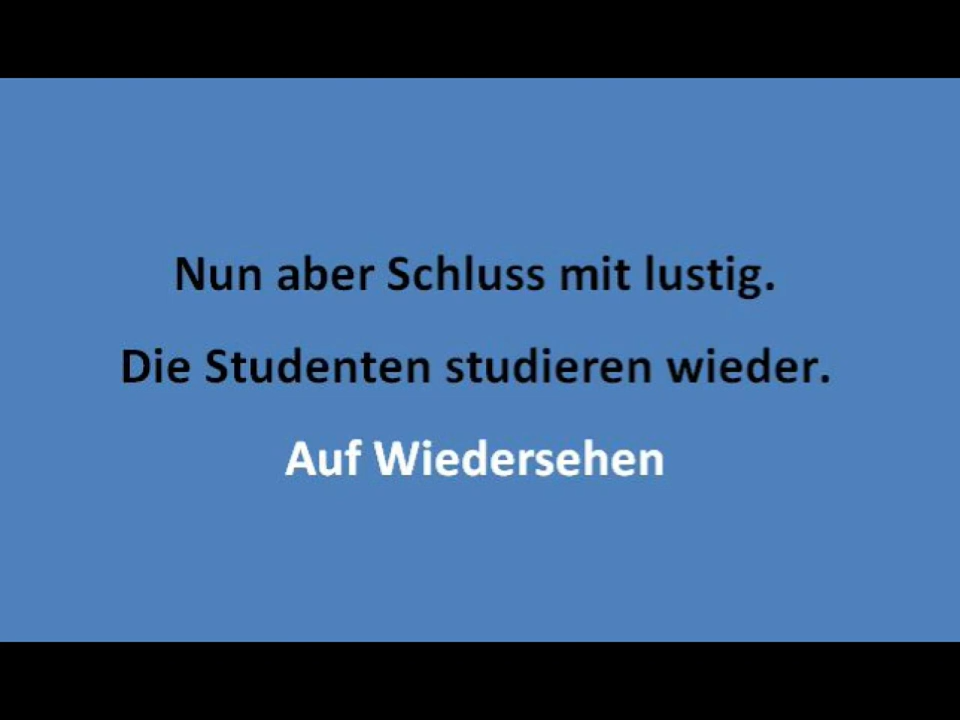 Nun aber Schluss mit lustig.
Die Studenten studieren wieder.
Auf Wiedersehen